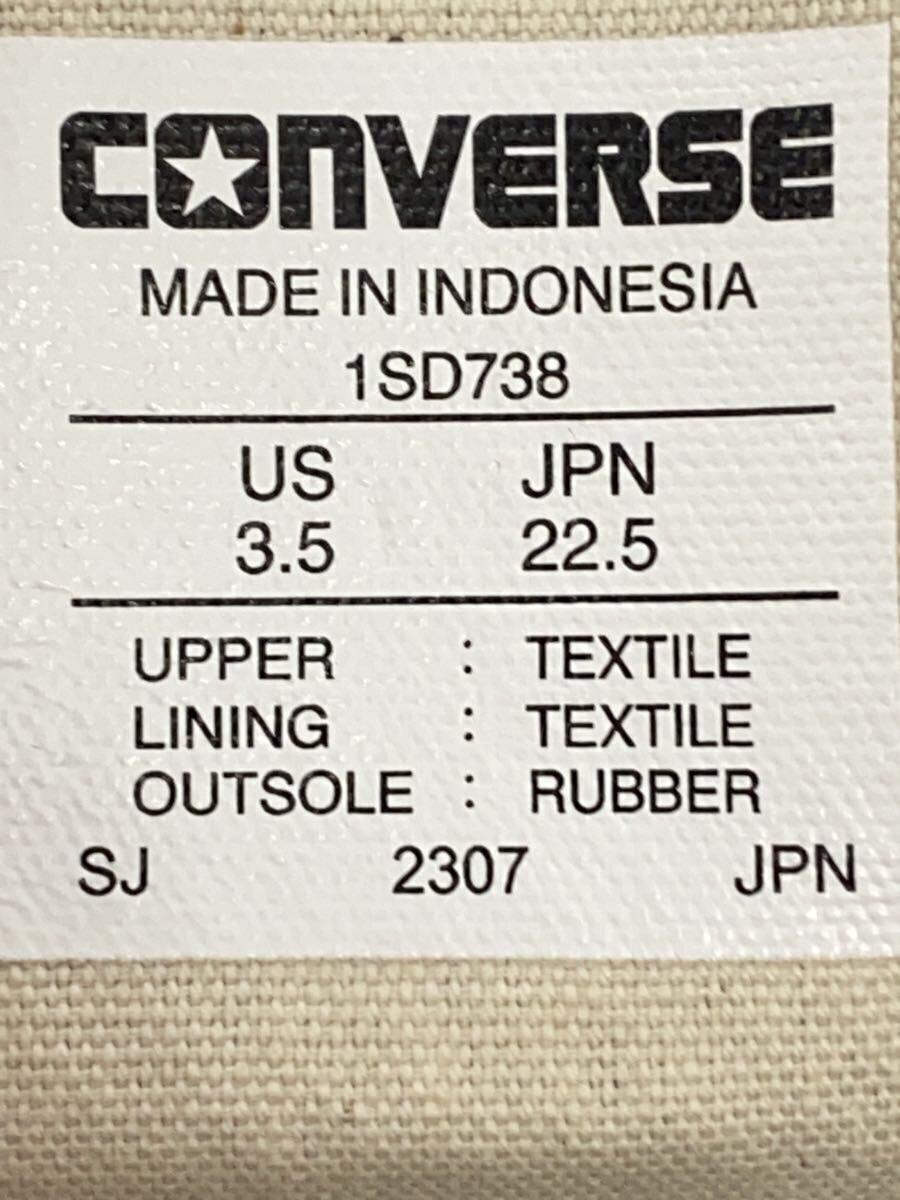 CONVERSE
MADE IN INDONESIA
1SD738
US JPN
3.5 22.5
UPPER : TEXTILE
LINING : TEXTILE
OUTSOLE : RUBBER
SJ 2307 JPN